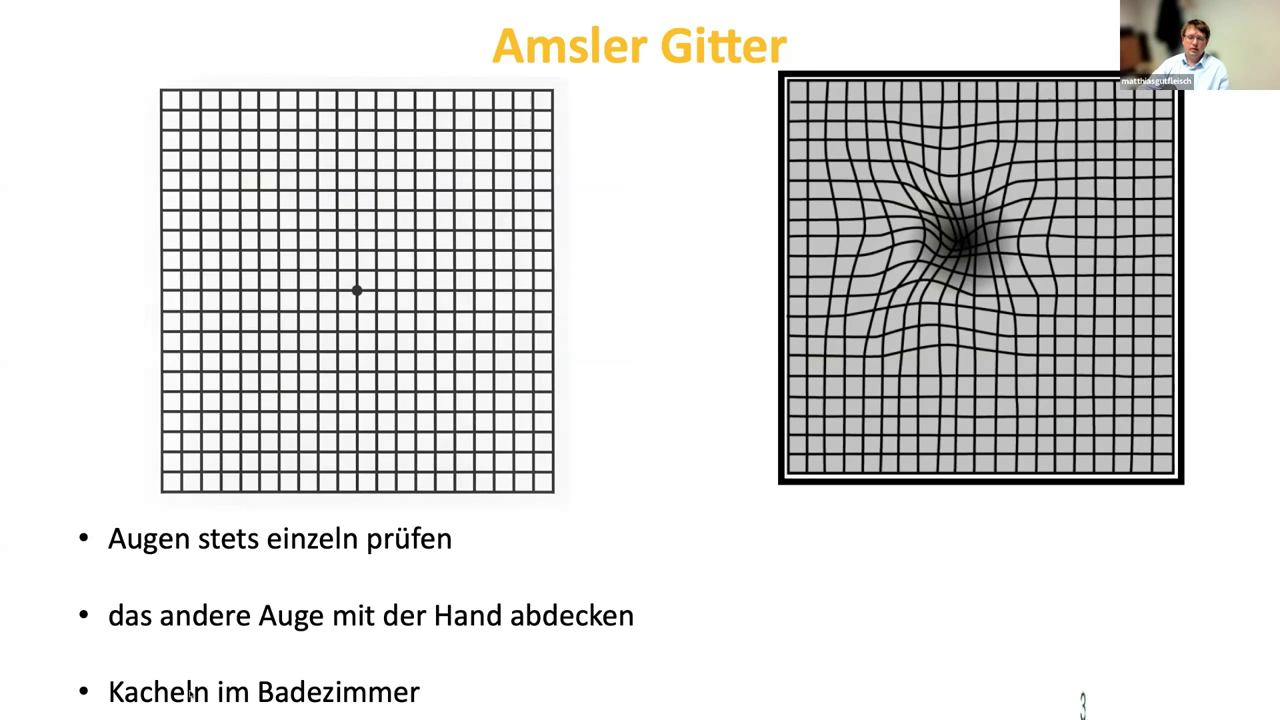 Amsler Gitter
matthiasgutfleisch
• Augen stets einzeln prüfen
• das andere Auge mit der Hand abdecken
• Kacheln im Badezimmer
3